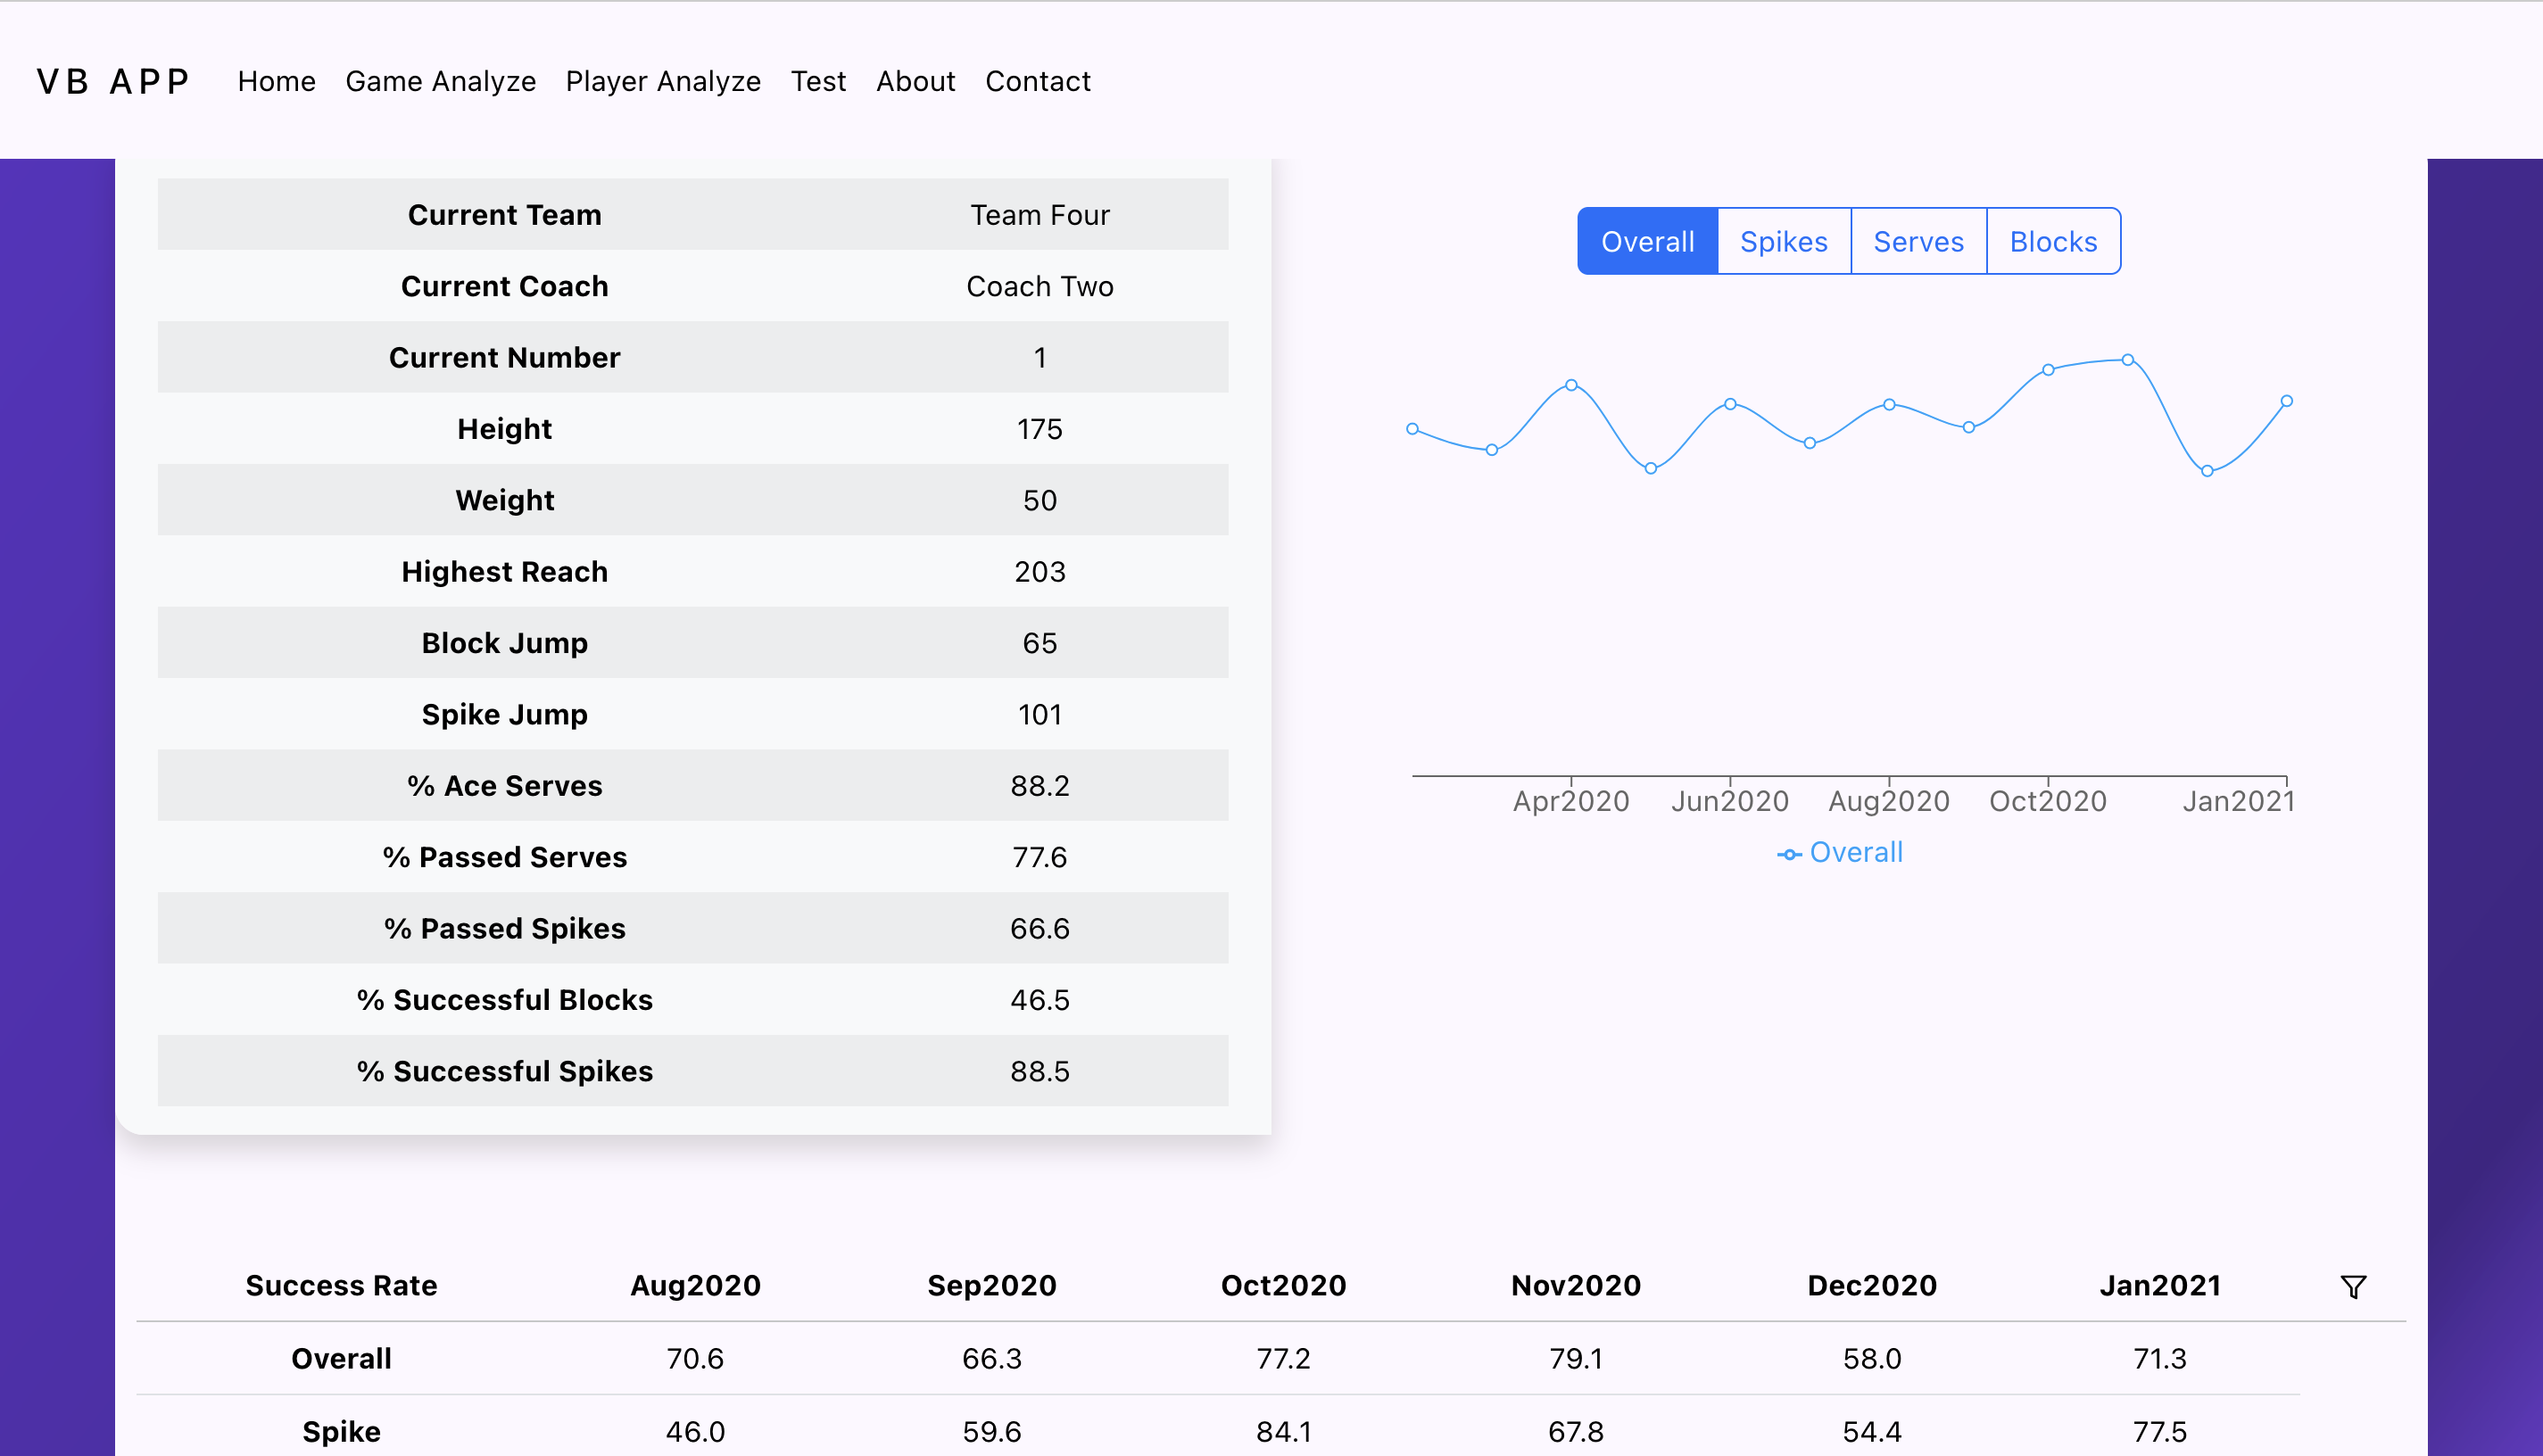 VB APP Home Game Analyze Player Analyze Test About Contact
Current Team Team Four
Current Coach Coach Two
Current Number 1
Height 175
Weight 50
Highest Reach 203
Block Jump 65
Spike Jump 101
% Ace Serves 88.2
% Passed Serves 77.6
% Passed Spikes 66.6
% Successful Blocks 46.5
% Successful Spikes 88.5
Overall Spikes Serves Blocks
Apr2020 Jun2020 Aug2020 Oct2020 Jan2021
Overall
Success Rate Aug2020 Sep2020 Oct2020 Nov2020 Dec2020 Jan2021
Overall 70.6 66.3 77.2 79.1 58.0 71.3
Spike 46.0 59.6 84.1 67.8 54.4 77.5